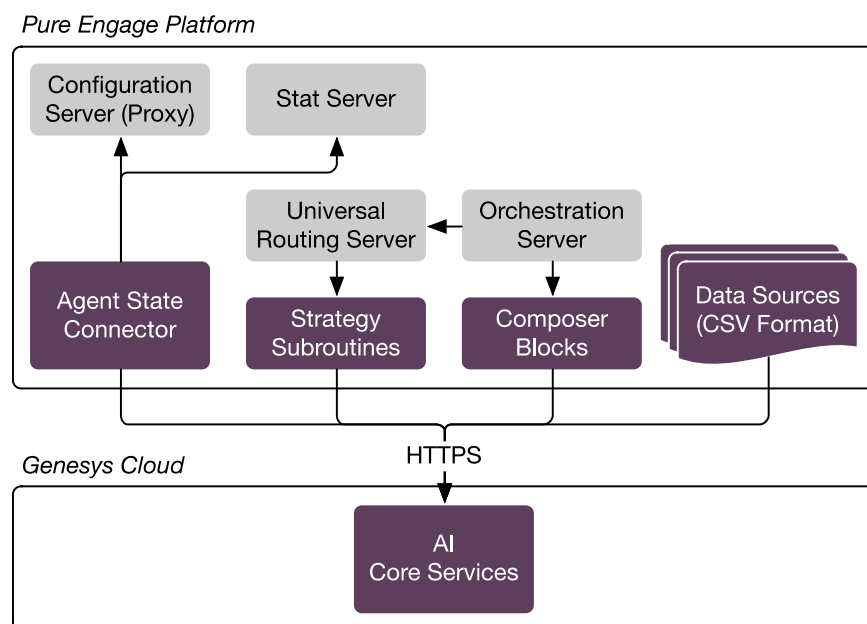 Pure Engage Platform
Configuration
Server (Proxy)
Stat Server
Universal
Routing Server
Orchestration
Server
Agent State
Connector
Strategy
Subroutines
Composer
Blocks
Data Sources
(CSV Format)
HTTPS
Genesys Cloud
AI
Core Services